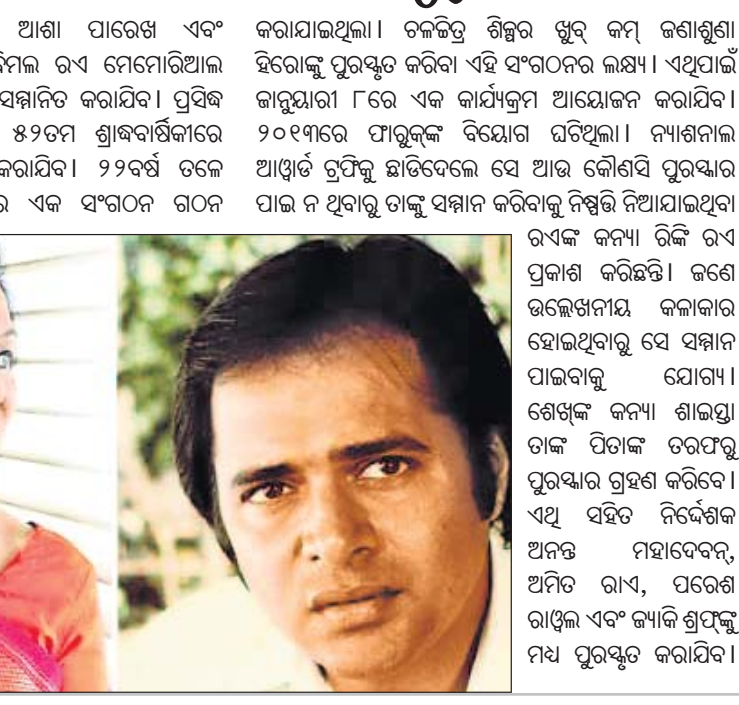 ଆଶା ପାରେଖ ଏବଂ
ମେମୋରିଆଲ
ସମ୍ମାନିତ କରାଯିବ। ପ୍ରସିଦ୍ଧ
୫୨ତମ ଶ୍ରାଦ୍ଧବାର୍ଷିକୀରେ
କରାଯିବ। ୨୨ବର୍ଷ ତଳେ
ଏକ ସଂଗଠନ ଗଠନ
କରାଯାଇଥିଲା। ଚଳଚ୍ଚିତ୍ର ଶିଳ୍ପର ଖୁବ୍ କମ୍ ଜଣାଶୁଣା
ହିରୋଙ୍କୁ ପୁରସ୍କୃତ କରିବା ଏହି ସଂଗଠନର ଲକ୍ଷ୍ୟ। ଏଥିପାଇଁ
ଜାନୁୟାରୀ ୮ରେ ଏକ କାର୍ଯ୍ୟକ୍ରମ ଆୟୋଜନ କରାଯିବ।
୨୦୧୩ରେ ଫାରୁକ୍‌ଙ୍କ ବିୟୋଗ ଘଟିଥିଲା। ନ୍ୟାଶନାଲ
ଆୱାର୍ଡ ଟ୍ରଫିକୁ ଛାଡିଦେଲେ ସେ ଆଉ କୌଣସି ପୁରସ୍କାର
ପାଇ ନ ଥିବାରୁ ତାଙ୍କୁ ସମ୍ମାନ କରିବାକୁ ନିଷ୍ପତ୍ତି ନିଆଯାଇଥିବା
ରଏଙ୍କ କନ୍ୟା ରିଙ୍କି ରଏ
ପ୍ରକାଶ କରିଛନ୍ତି। ଜଣେ
ଉଲ୍ଲେଖନୀୟ କଳାକାର
ହୋଇଥିବାରୁ ସେ ସମ୍ମାନ
ପାଇବାକୁ ଯୋଗ୍ୟ।
ଶେଖ୍‌ଙ୍କ କନ୍ୟା ଶାଇସ୍ତା
ତାଙ୍କ ପିତାଙ୍କ ତରଫରୁ
ପୁରସ୍କାର ଗ୍ରହଣ କରିବେ।
ଏଥି ସହିତ ନିର୍ଦ୍ଦେଶକ
ଅନନ୍ତ ମହାଦେବନ୍,
ଅମିତ ରାଏ, ପରେଶ
ରାୱଲ ଏବଂ ଜ୍ୟାକି ଶ୍ରଫ୍‌ଙ୍କୁ
ମଧ୍ୟ ପୁରସ୍କୃତ କରାଯିବ।